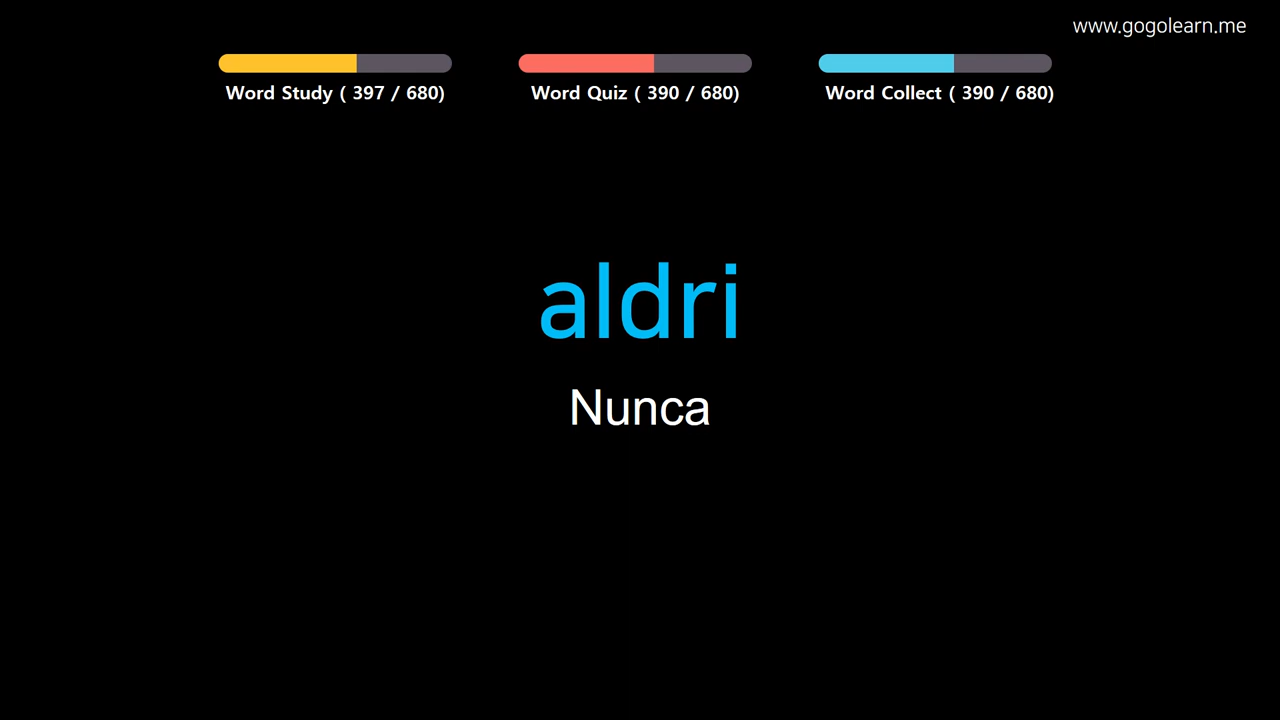 www.gogolearn.me
Word Study ( 397 / 680)
Word Quiz ( 390 / 680)
Word Collect ( 390 / 680)
aldri
Nunca